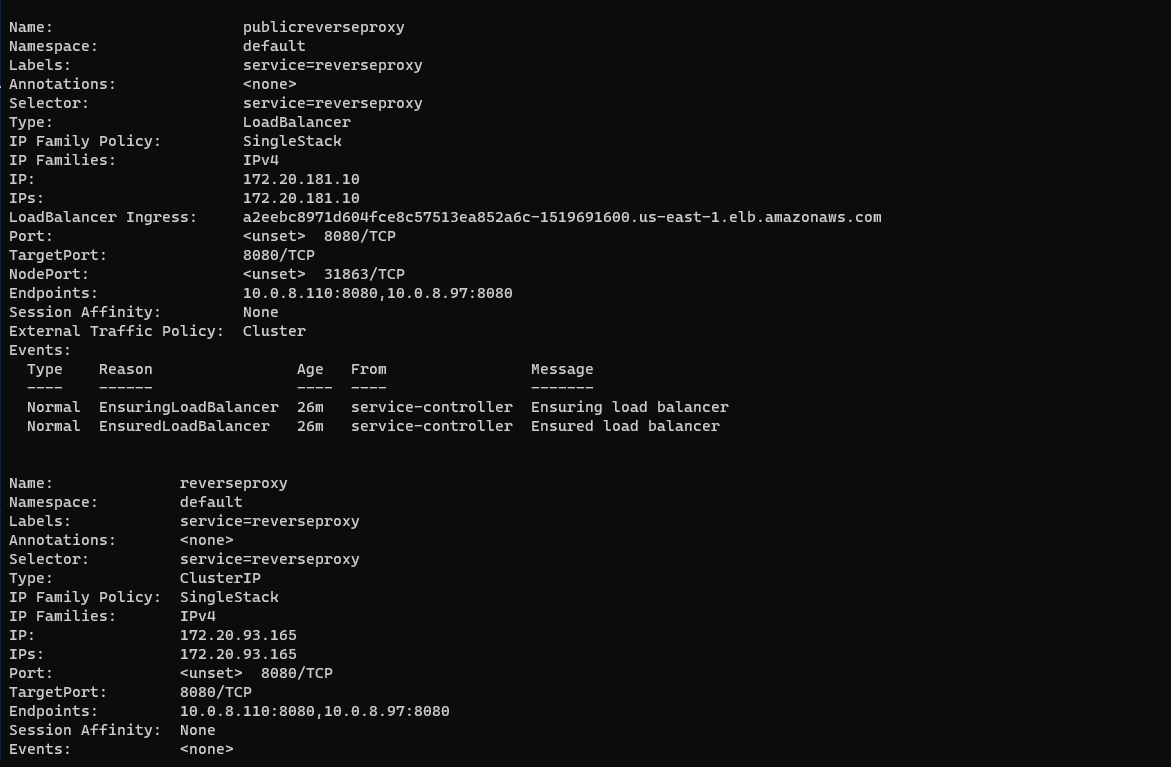 Name:                     publicreverseproxy
Namespace:                default
Labels:                   service=reverseproxy
Annotations:              <none>
Selector:                 service=reverseproxy
Type:                     LoadBalancer
IP Family Policy:         SingleStack
IP Families:              IPv4
IP:                       172.20.181.10
IPs:                      172.20.181.10
LoadBalancer Ingress:     a2eebc8971d604fce8c57513ea852a6c-1519691600.us-east-1.elb.amazonaws.com
Port:                     <unset>  8080/TCP
TargetPort:               8080/TCP
NodePort:                 <unset>  31863/TCP
Endpoints:                10.0.8.110:8080,10.0.8.97:8080
Session Affinity:         None
External Traffic Policy:  Cluster
Events:
  Type    Reason                Age   From                Message
  ----    ------                ----  ----                -------
  Normal  EnsuringLoadBalancer  26m   service-controller  Ensuring load balancer
  Normal  EnsuredLoadBalancer   26m   service-controller  Ensured load balancer
Name:              reverseproxy
Namespace:         default
Labels:            service=reverseproxy
Annotations:       <none>
Selector:          service=reverseproxy
Type:              ClusterIP
IP Family Policy:  SingleStack
IP Families:       IPv4
IP:                172.20.93.165
IPs:               172.20.93.165
Port:              <unset>  8080/TCP
TargetPort:        8080/TCP
Endpoints:         10.0.8.110:8080,10.0.8.97:8080
Session Affinity:  None
Events:            <none>